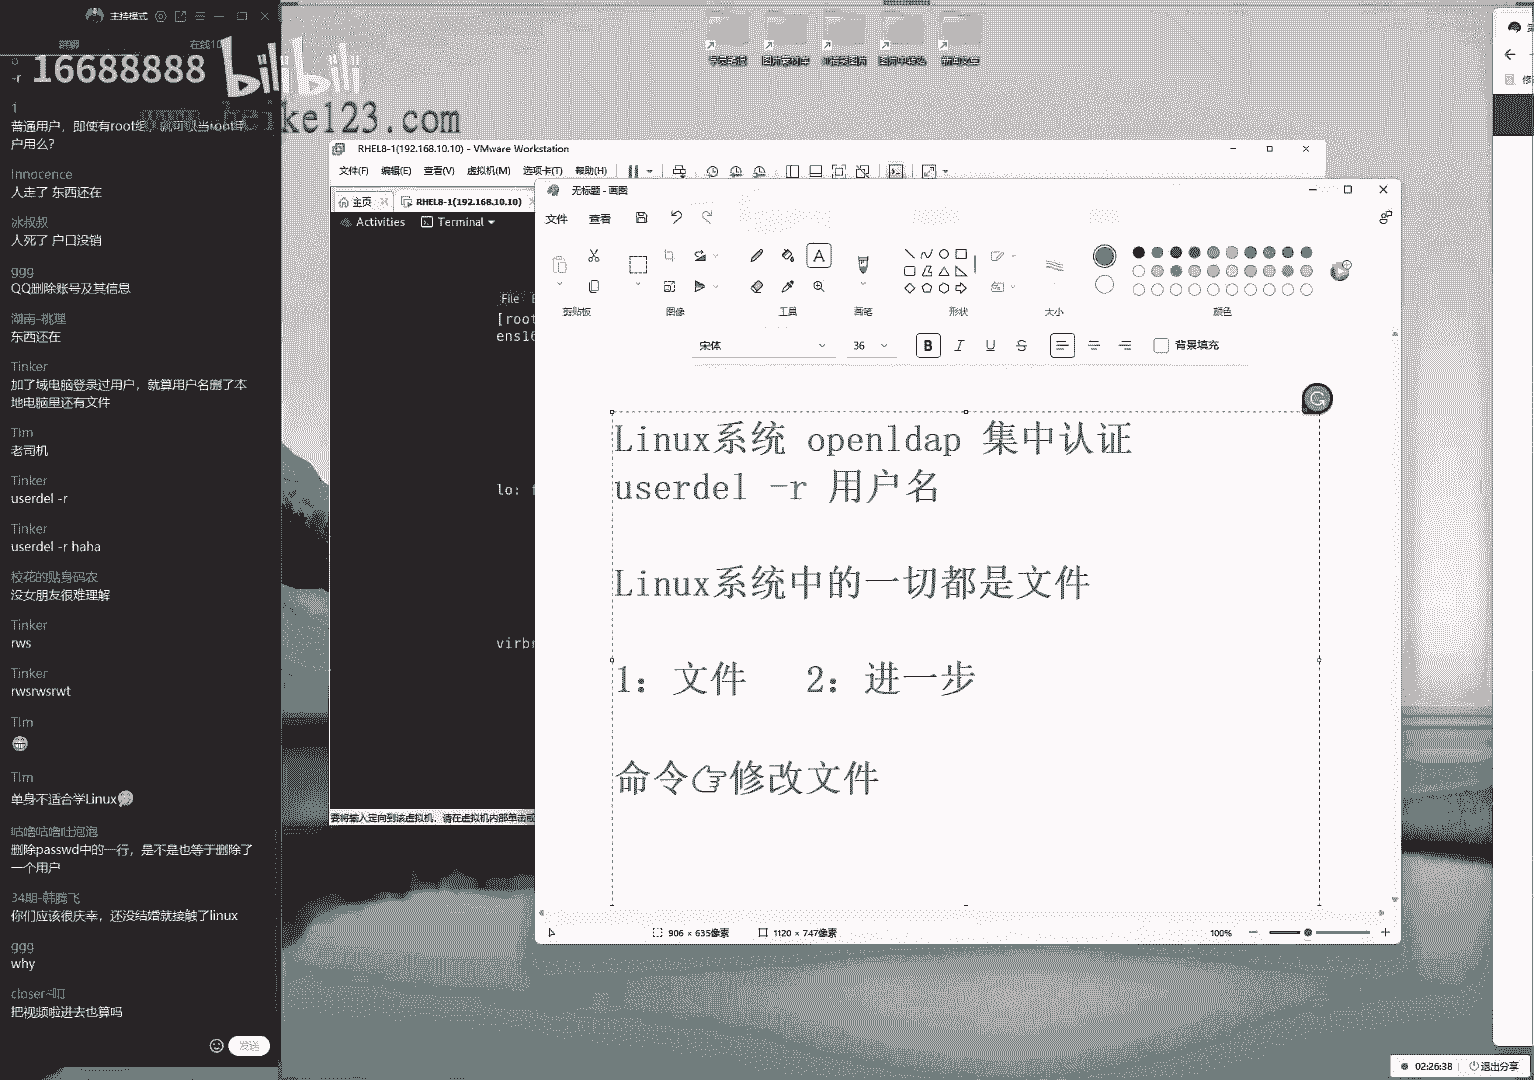 主持模式
群聊
16688888
bilibili
ike123.com
普通用户，即使有root组，就可以当root用
户用么?
Innocence
人走了 东西还在
冰叔叔
人死了 户口没销
ggg
QQ删除账号及其信息
湖南-桃狸
东西还在
Tinker
加了域电脑登录过用户，就算用户名删了本
地电脑里还有文件
Tlm
老司机
Tinker
userdel -r
Tinker
userdel -r haha
校花的贴身码农
没女朋友很难理解
Tinker
rws
Tinker
rwsrwsrwt
Tlm
Tlm
单身不适合学Linux
咕噜咕噜吐泡泡
删除passwd中的一行，是不是也等于删除了
一个用户
34期-韩腾飞
你们应该很庆幸，还没结婚就接触了linux
ggg
why
closer~叮
把视频啦进去也算吗
发送
RHEL8-1(192.168.10.10) - VMware Workstation
文件(F) 编辑(E) 查看(V) 虚拟机(M) 选项卡(T) 帮助(H)
主页 RHEL8-1(192.168.10.10)
Activities Terminal
File
[root
ens16
lo: f
virbr
要将输入定向到该虚拟机，请在虚拟机内部单击或
无标题 - 画图
文件 查看
剪贴板 图像 工具 画笔 形状 大小 颜色
宋体 36 B I U S 背景填充
Linux系统 openldap 集中认证
userdel -r 用户名
Linux系统中的一切都是文件
1：文件 2：进一步
命令👉修改文件
906 × 635像素 1120 × 747像素 100%
02:26:38 退出分享